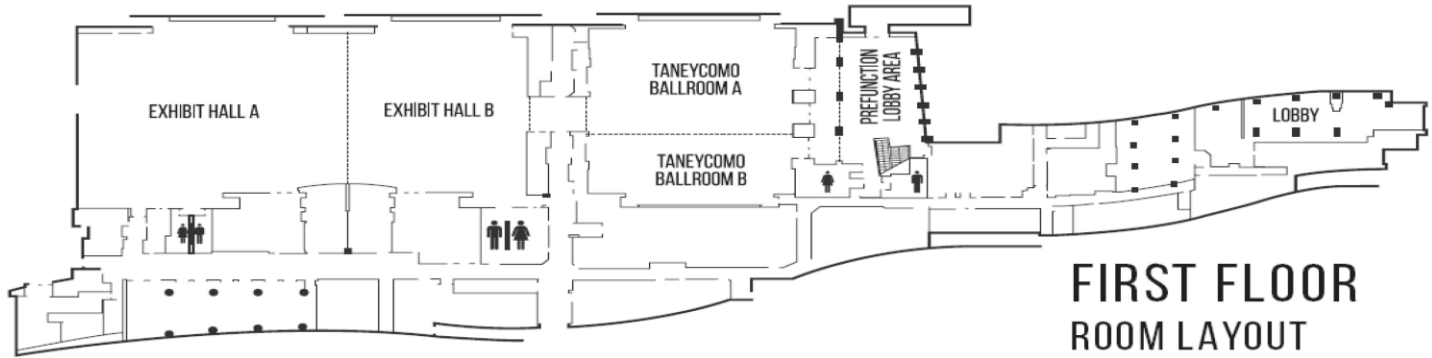 EXHIBIT HALL A
EXHIBIT HALL B
TANEYCOMO
BALLROOM A
TANEYCOMO
BALLROOM B
PREFUNCTION
LOBBY AREA
LOBBY
FIRST FLOOR
ROOM LAYOUT